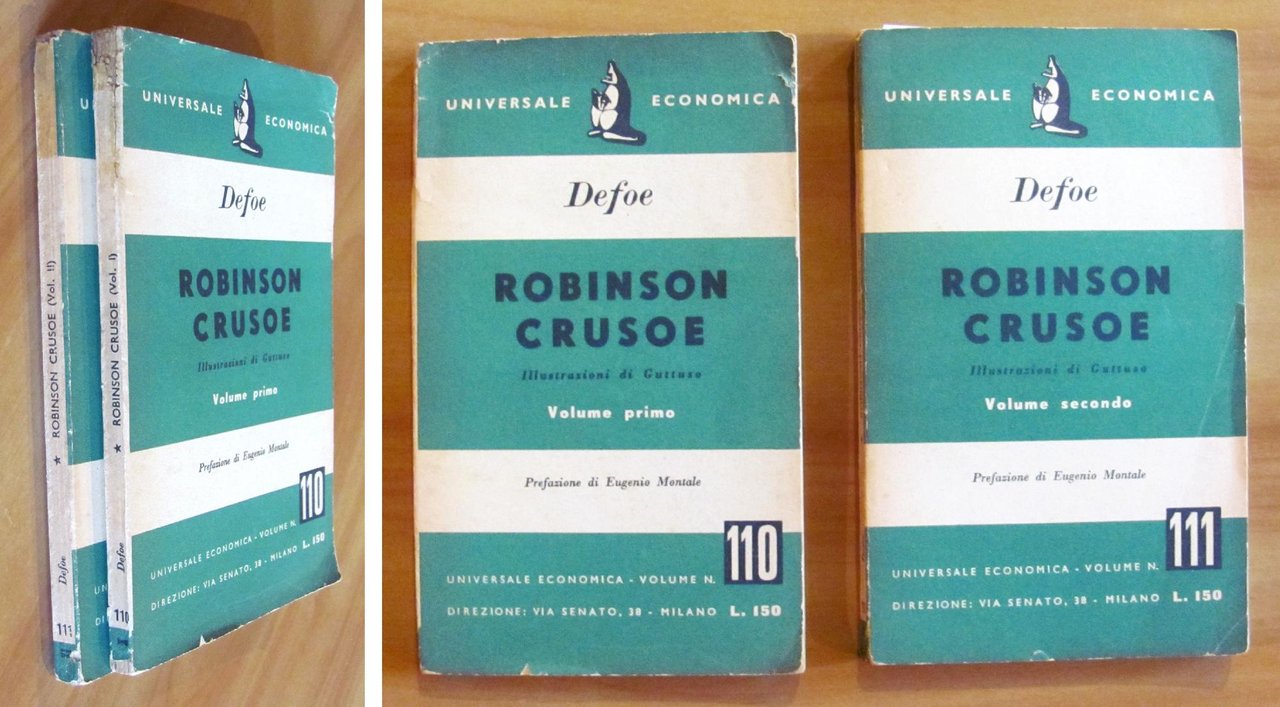 ★ ROBINSON CRUSOE (Vol. II)
Defoe
111
★ ROBINSON CRUSOE (Vol. I)
Defoe
110
UNIVERSALE ECONOMICA
Defoe
ROBINSON
CRUSOE
Illustrazioni di Guttuso
Volume primo
Prefazione di Eugenio Montale
110
UNIVERSALE ECONOMICA - VOLUME N.
DIREZIONE: VIA SENATO, 38 - MILANO L. 150
UNIVERSALE ECONOMICA
Defoe
ROBINSON
CRUSOE
Illustrazioni di Guttuso
Volume primo
Prefazione di Eugenio Montale
110
UNIVERSALE ECONOMICA - VOLUME N.
DIREZIONE: VIA SENATO, 38 - MILANO L. 150
UNIVERSALE ECONOMICA
Defoe
ROBINSON
CRUSOE
Illustrazioni di Guttuso
Volume secondo
Prefazione di Eugenio Montale
111
UNIVERSALE ECONOMICA - VOLUME N.
DIREZIONE: VIA SENATO, 38 - MILANO L. 150